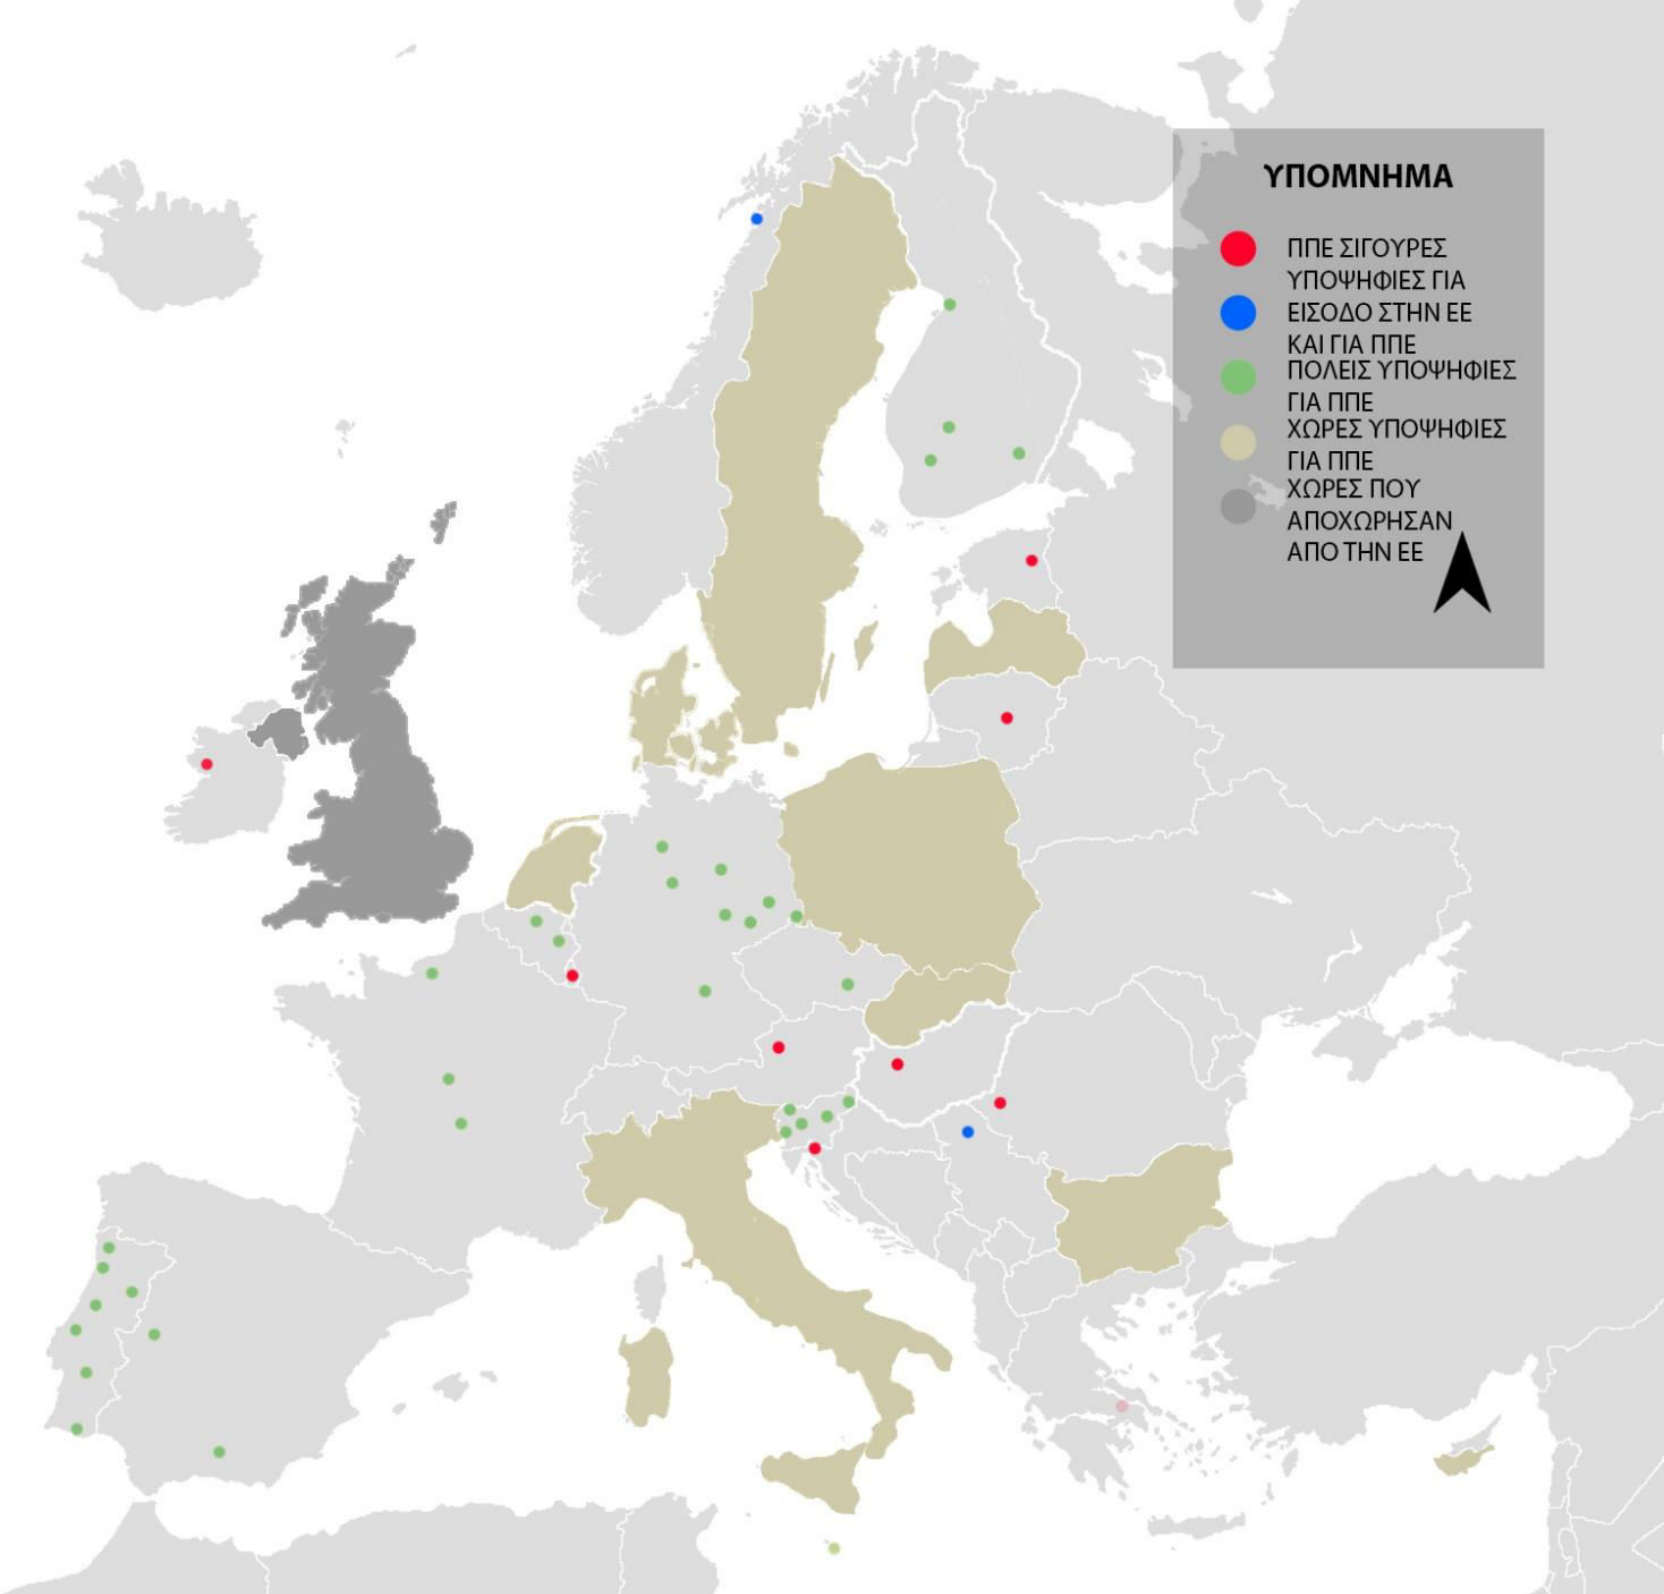 ΥΠΟΜΝΗΜΑ
ΠΠΕ ΣΙΓΟΥΡΕΣ
ΥΠΟΨΗΦΙΕΣ ΓΙΑ
ΕΙΣΟΔΟ ΣΤΗΝ ΕΕ
ΚΑΙ ΓΙΑ ΠΠΕ
ΠΟΛΕΙΣ ΥΠΟΨΗΦΙΕΣ
ΓΙΑ ΠΠΕ
ΧΩΡΕΣ ΥΠΟΨΗΦΙΕΣ
ΓΙΑ ΠΠΕ
ΧΩΡΕΣ ΠΟΥ
ΑΠΟΧΩΡΗΣΑΝ
ΑΠΟ ΤΗΝ ΕΕ